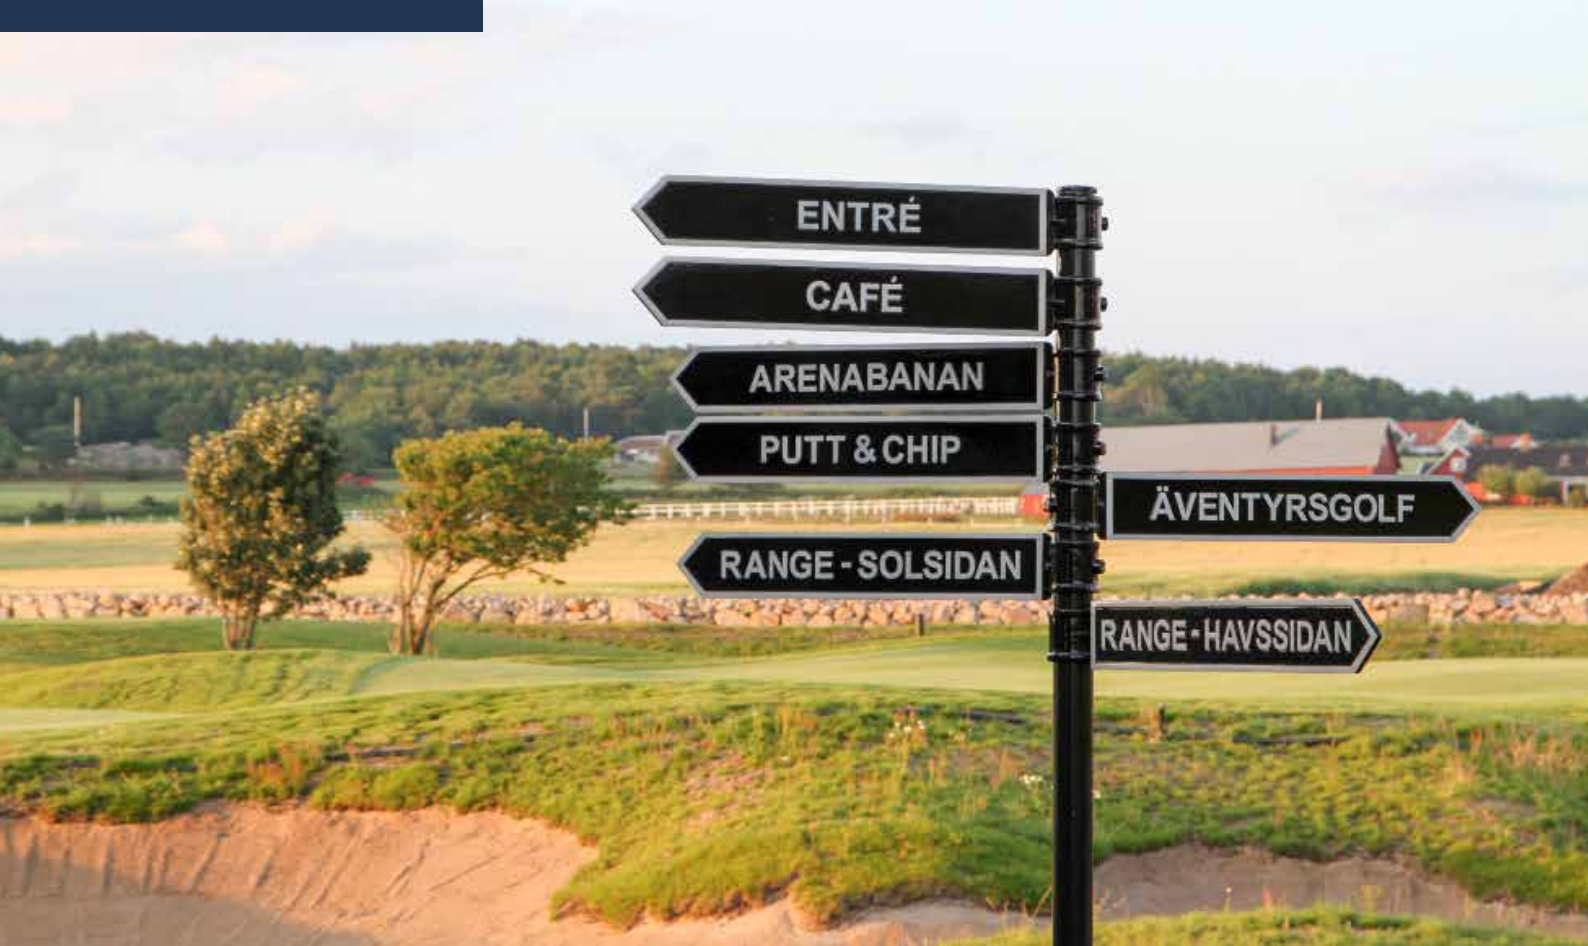 ENTRÉ
CAFÉ
ARENABANAN
PUTT & CHIP
ÄVENTYRSGOLF
RANGE - SOLSIDAN
RANGE - HAVSSIDAN